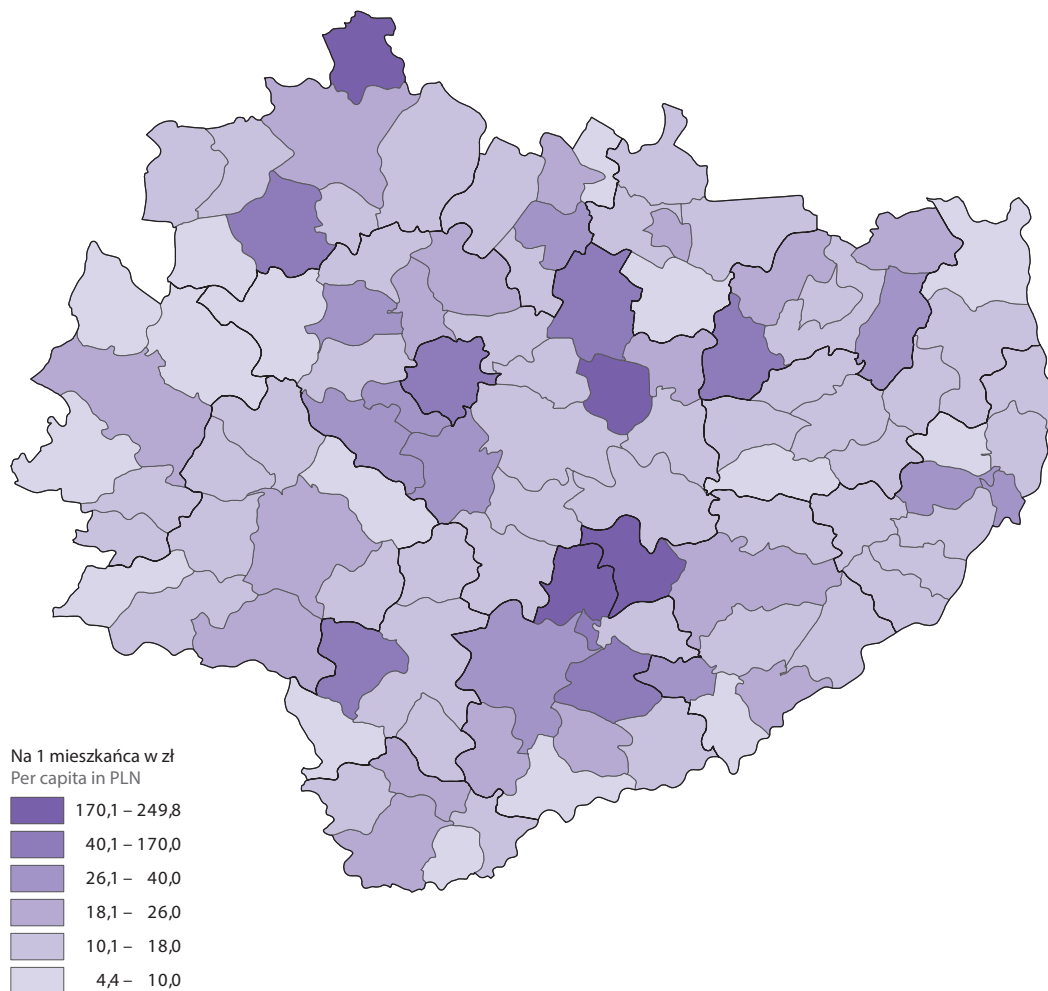 Na 1 mieszkańca w zł
Per capita in PLN
170,1 – 249,8
40,1 – 170,0
26,1 – 40,0
18,1 – 26,0
10,1 – 18,0
4,4 – 10,0